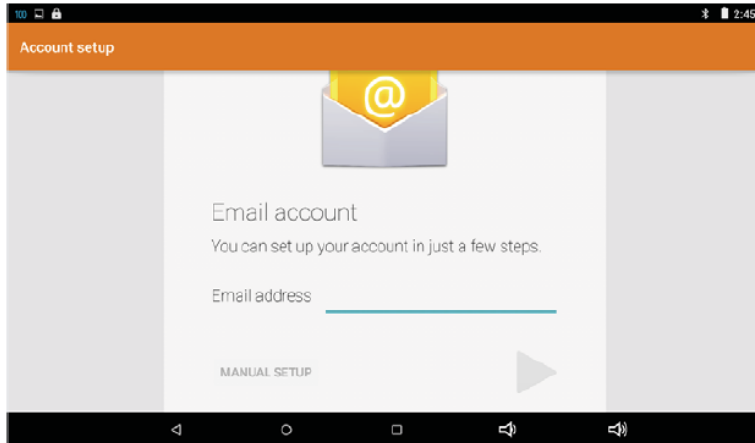 100 2:45
Account setup
@
Email account
You can set up your account in just a few steps.
Email address
MANUAL SETUP